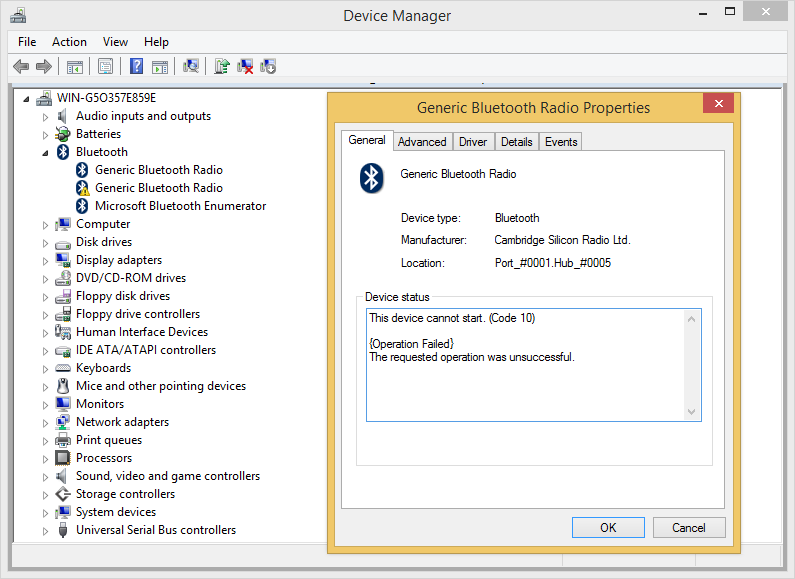 Device Manager
File Action View Help
WIN-G5O357E859E
Audio inputs and outputs
Batteries
Bluetooth
Generic Bluetooth Radio
Generic Bluetooth Radio
Microsoft Bluetooth Enumerator
Computer
Disk drives
Display adapters
DVD/CD-ROM drives
Floppy disk drives
Floppy drive controllers
Human Interface Devices
IDE ATA/ATAPI controllers
Keyboards
Mice and other pointing devices
Monitors
Network adapters
Print queues
Processors
Sound, video and game controllers
Storage controllers
System devices
Universal Serial Bus controllers
Generic Bluetooth Radio Properties
General Advanced Driver Details Events
Generic Bluetooth Radio
Device type: Bluetooth
Manufacturer: Cambridge Silicon Radio Ltd.
Location: Port_#0001.Hub_#0005
Device status
This device cannot start. (Code 10)
{Operation Failed}
The requested operation was unsuccessful.
OK Cancel